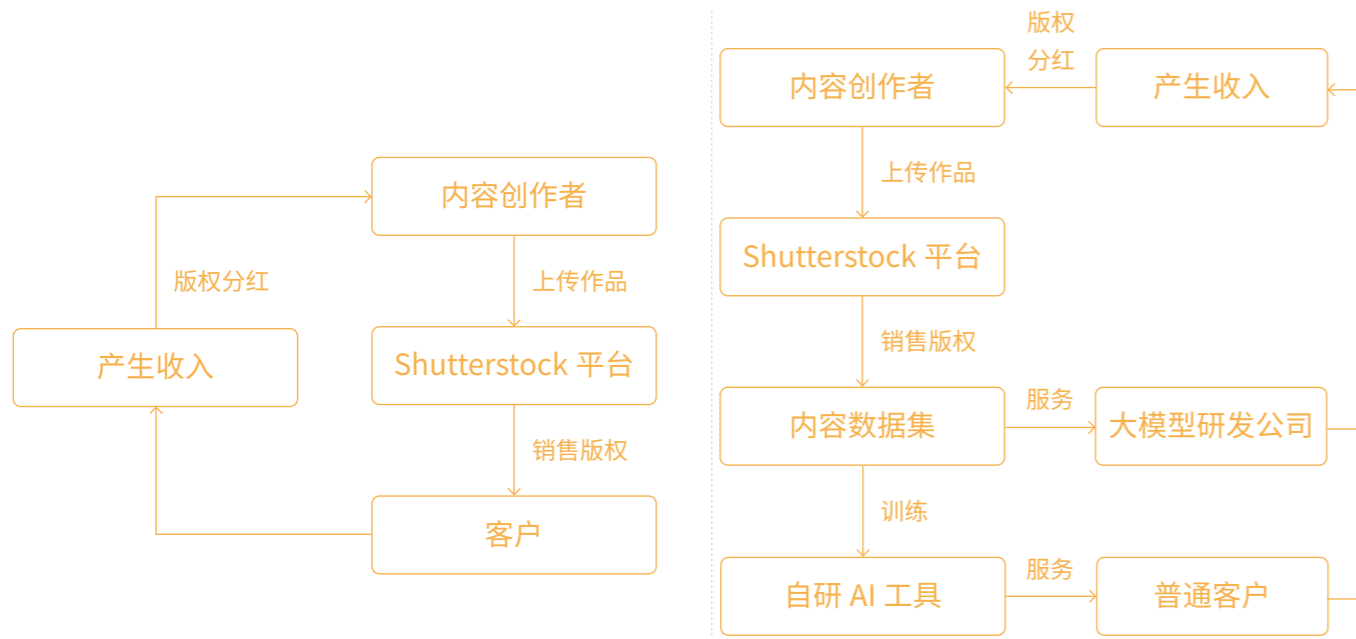 内容创作者
版权分红
上传作品
产生收入
Shutterstock 平台
销售版权
客户
版权
分红
内容创作者
产生收入
上传作品
Shutterstock 平台
销售版权
内容数据集
服务
大模型研发公司
训练
自研 AI 工具
服务
普通客户